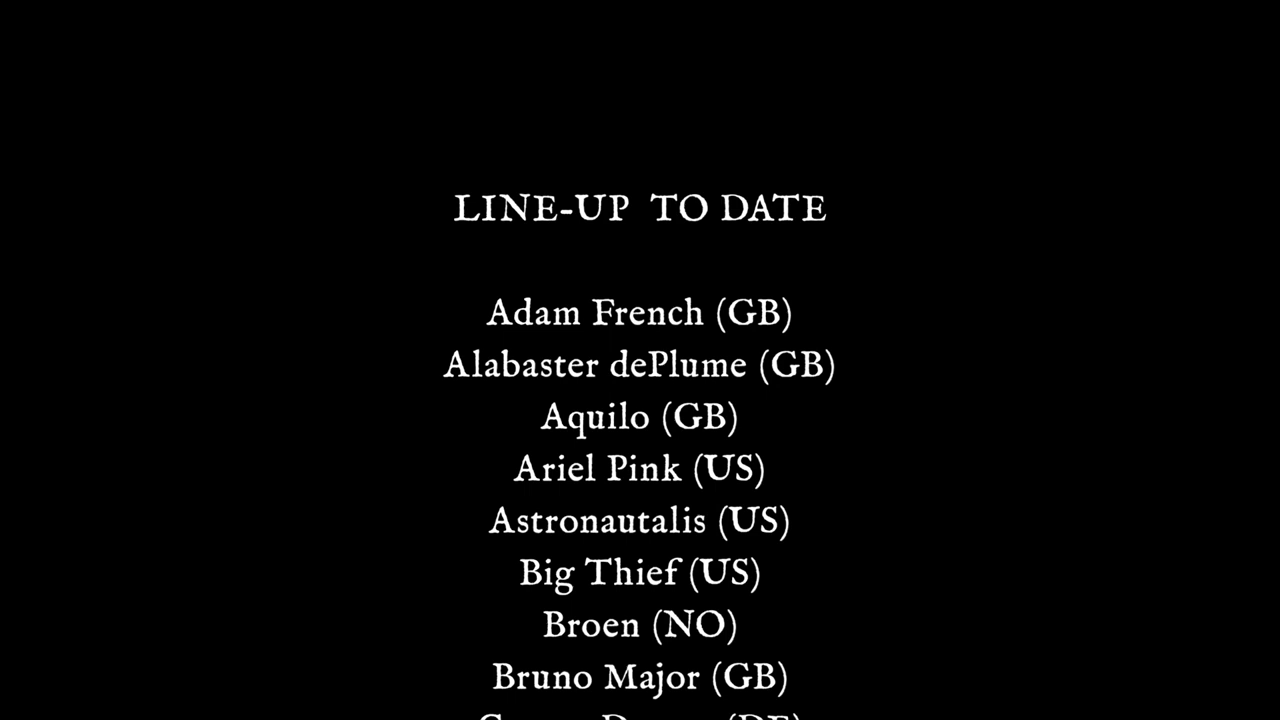 LINE-UP TO DATE
Adam French (GB)
Alabaster dePlume (GB)
Aquilo (GB)
Ariel Pink (US)
Astronautalis (US)
Big Thief (US)
Broen (NO)
Bruno Major (GB)